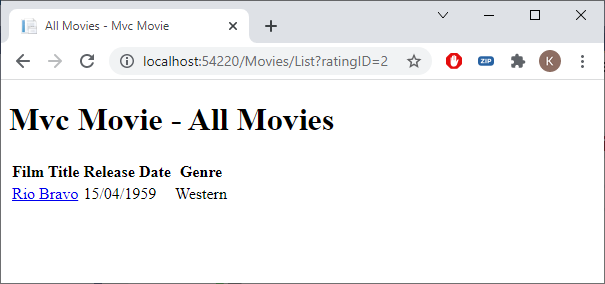 All Movies - Mvc Movie
localhost:54220/Movies/List?ratingID=2
ZIP
K
Mvc Movie - All Movies
Film Title Release Date Genre
Rio Bravo 15/04/1959 Western